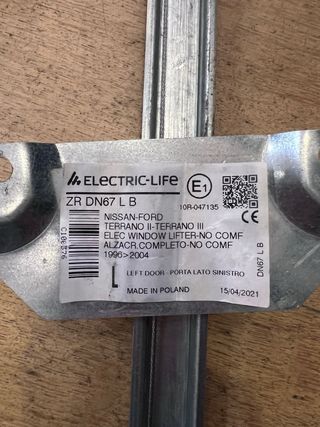 ELECTRIC-LIFE
ZR DN67 L B
E1
10R-047135
NISSAN-FORD
TERRANO II-TERRANO III
ELEC WINDOW LIFTER-NO COMF
ALZACR.COMPLETO-NO COMF
1996>2004
CE
DN67 L B
L
LEFT DOOR - PORTA LATO SINISTRO
MADE IN POLAND
15/04/2021